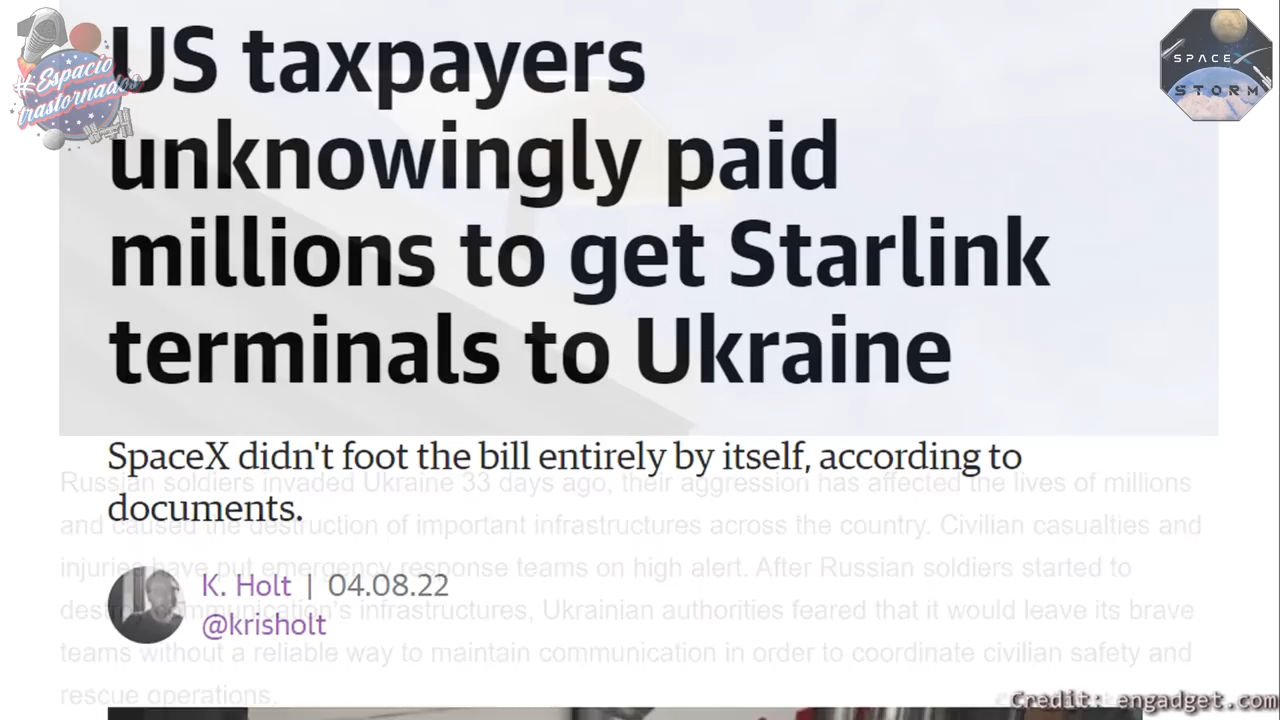 #Espacio
trastornados
SPACEX
STORM
US taxpayers
unknowingly paid
millions to get Starlink
terminals to Ukraine
SpaceX didn't foot the bill entirely by itself, according to
documents.
Russian soldiers invaded Ukraine 33 days ago, their aggression has affected the lives of millions
and caused the destruction of important infrastructures across the country. Civilian casualties and
injuries have put emergency response teams on high alert. After Russian soldiers started to
K. Holt | 04.08.22
communication's infrastructures, Ukrainian authorities feared that it would leave its brave
@krisholt
teams without a reliable way to maintain communication in order to coordinate civilian safety and
rescue operations.
Credit: engadget.com